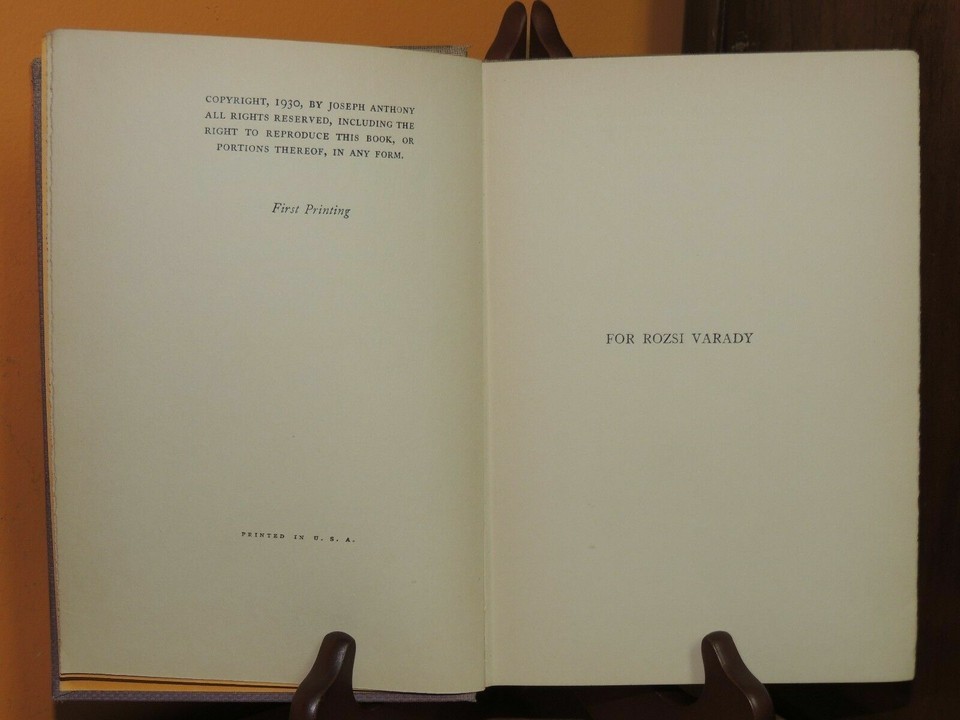 COPYRIGHT, 1930, BY JOSEPH ANTHONY
ALL RIGHTS RESERVED, INCLUDING THE
RIGHT TO REPRODUCE THIS BOOK, OR
PORTIONS THEREOF, IN ANY FORM.
First Printing
PRINTED IN U. S. A.
FOR ROZSI VARADY